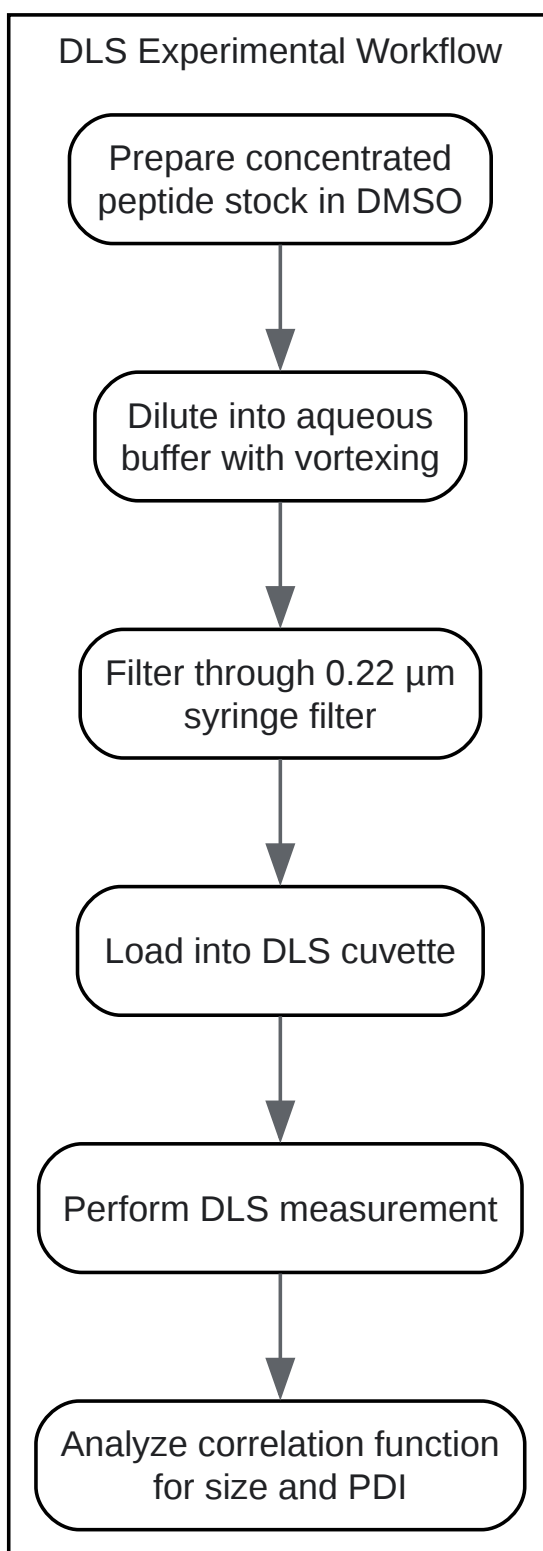 DLS Experimental Workflow
Prepare concentrated
peptide stock in DMSO
Dilute into aqueous
buffer with vortexing
Filter through 0.22 µm
syringe filter
Load into DLS cuvette
Perform DLS measurement
Analyze correlation function
for size and PDI